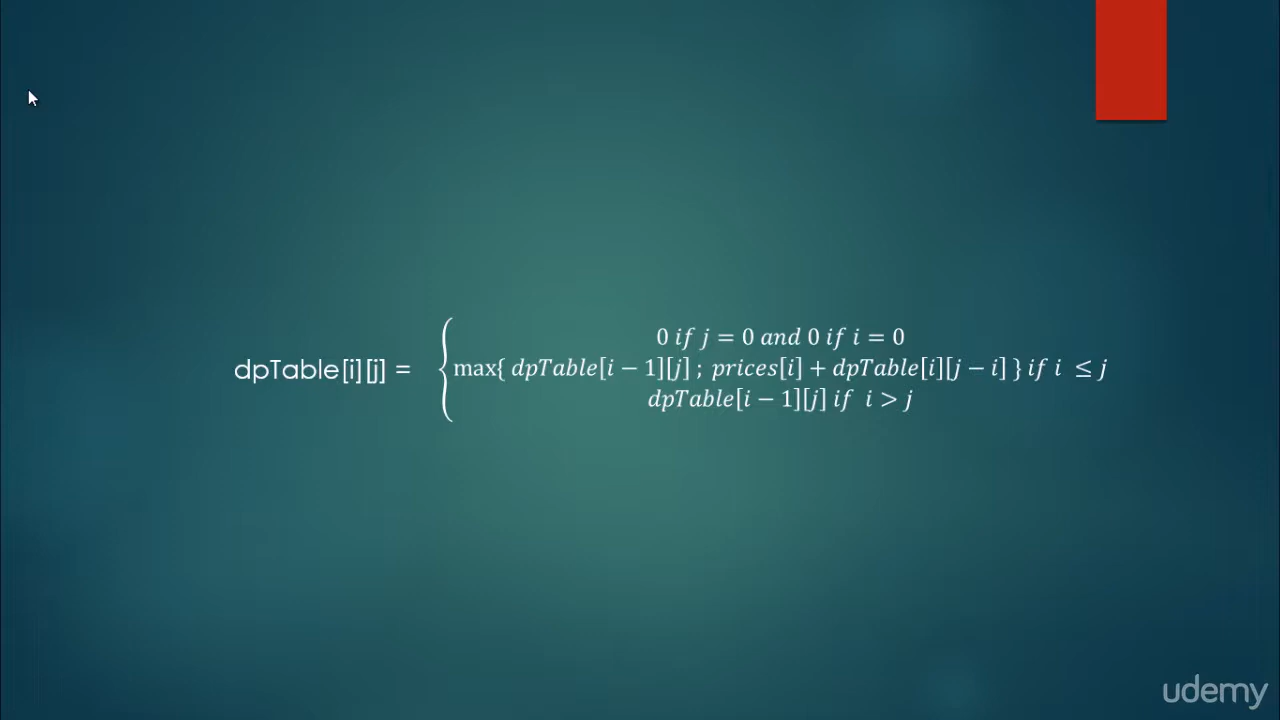 0 if j = 0 and 0 if i = 0
dpTable[i][j] = { max{ dpTable[i − 1][j] ; prices[i] + dpTable[i][j − i] } if i ≤ j
dpTable[i − 1][j] if i > j
udemy